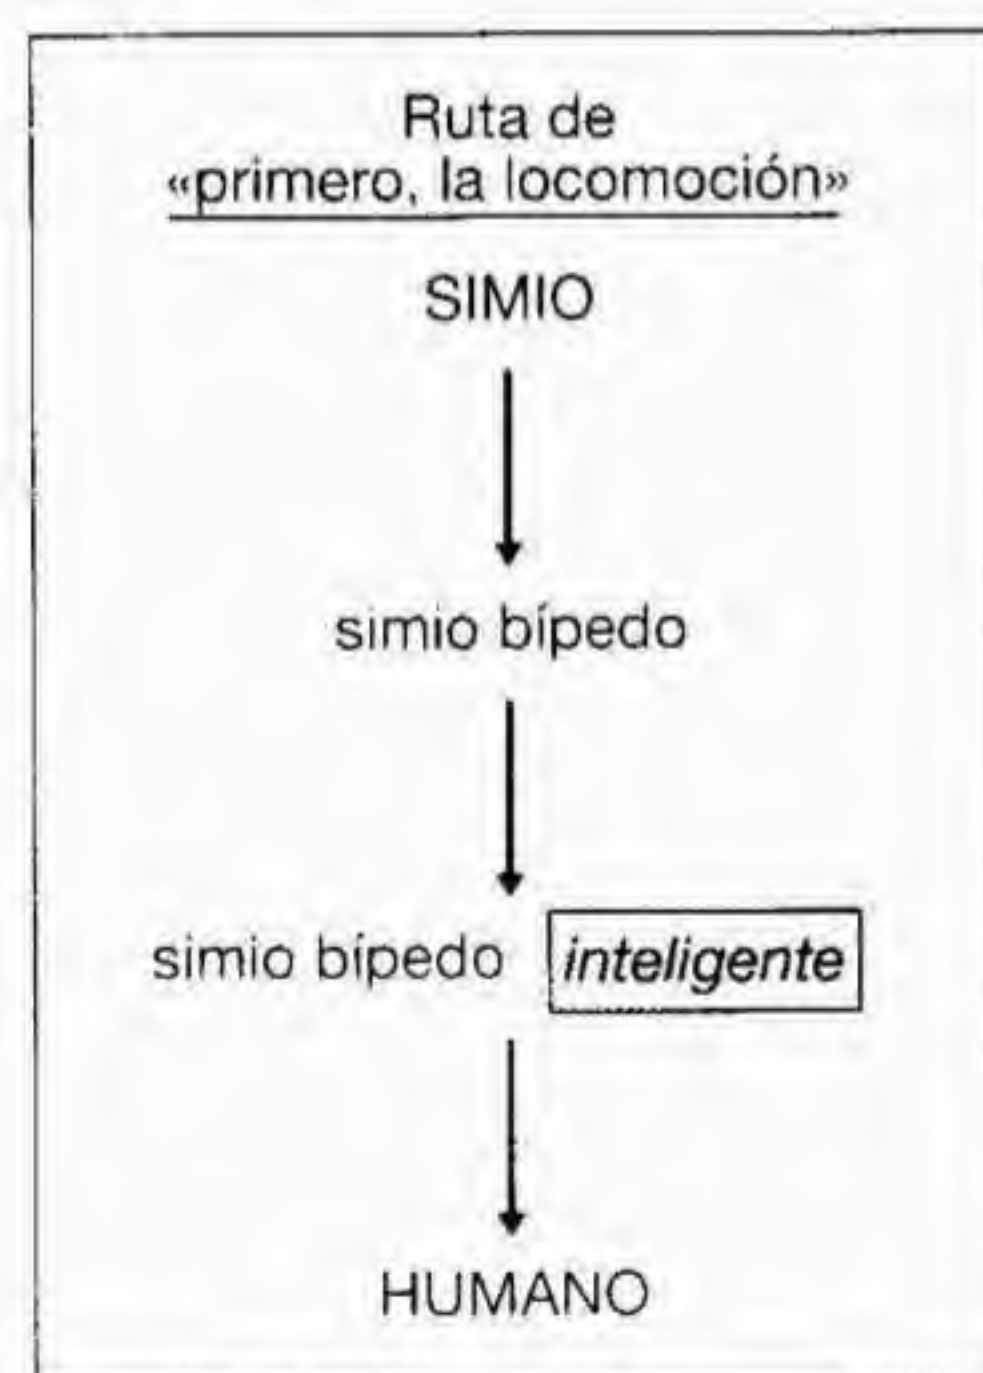 Ruta de
«primero, la locomoción»
SIMIO
simio bípedo
simio bípedo inteligente
HUMANO